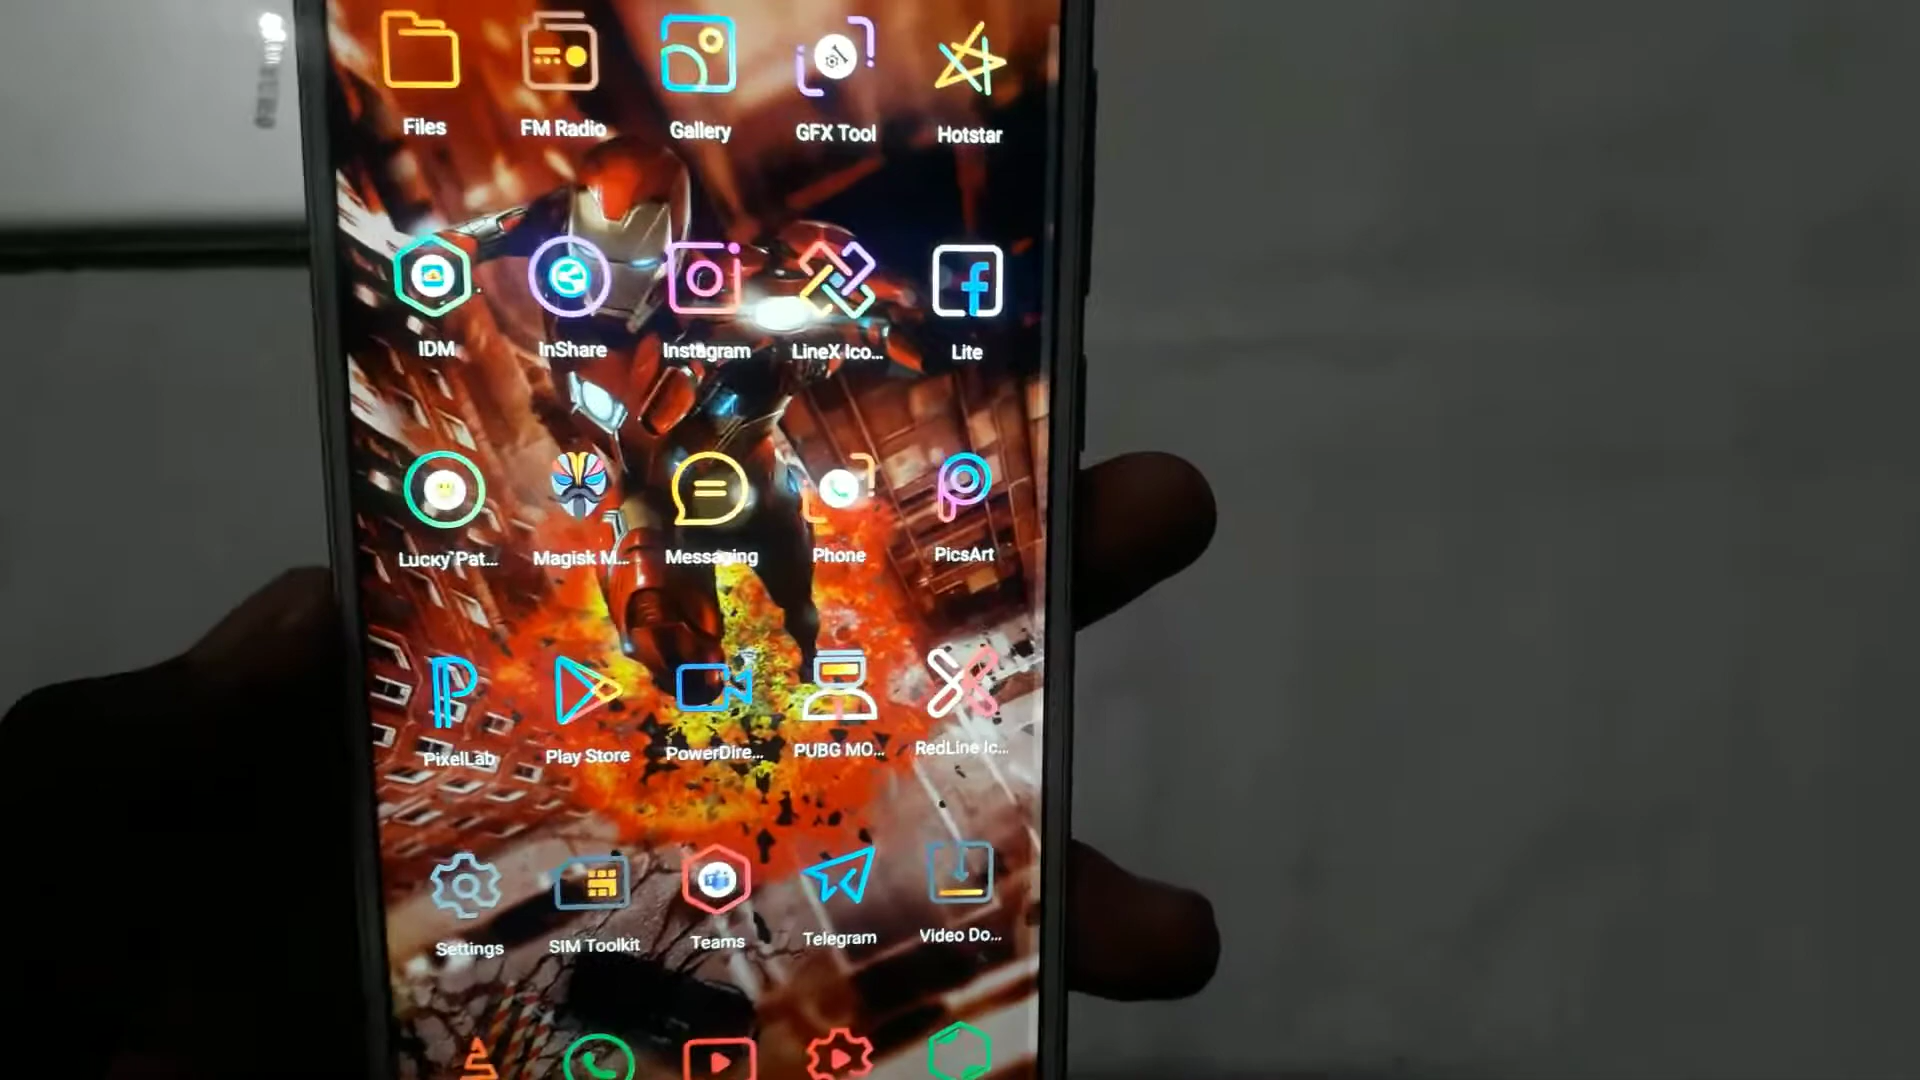 Files FM Radio Gallery GFX Tool Hotstar
IDM InShare Instagram LineX Ico... Lite
Lucky Pat... Magisk M... Messaging Phone PicsArt
PixelLab Play Store PowerDire... PUBG MO... RedLine Ic...
Settings SIM Toolkit Teams Telegram Video Do...